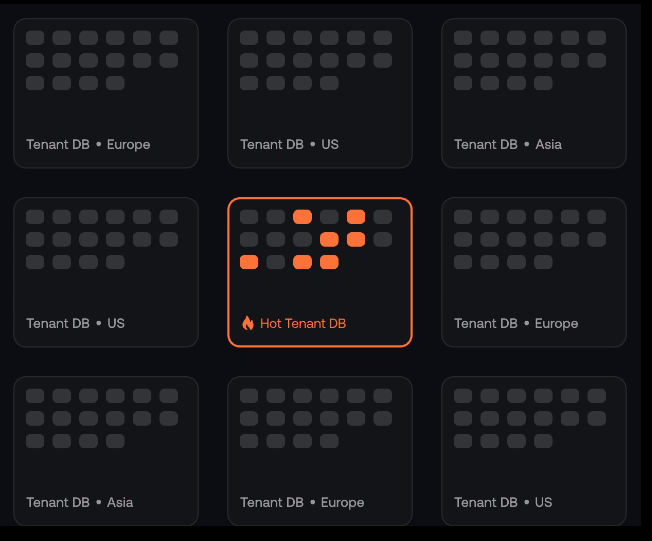 Tenant DB • Europe
Tenant DB • US
Tenant DB • Asia
Tenant DB • US
Hot Tenant DB
Tenant DB • Europe
Tenant DB • Asia
Tenant DB • Europe
Tenant DB • US